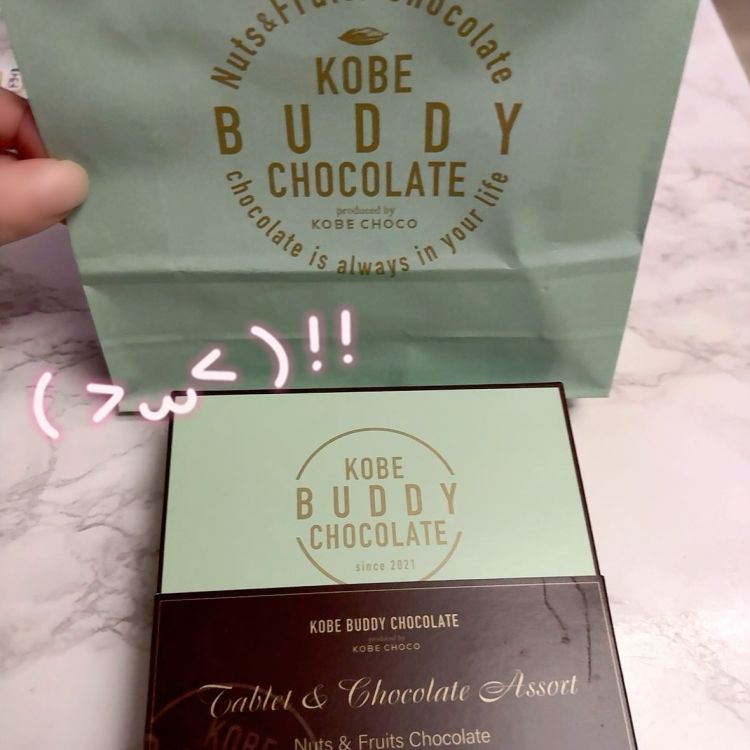 Nuts&Fruits Chocolate
KOBE
BUDDY
CHOCOLATE
produced by
KOBE CHOCO
chocolate is always in your life
(>ω<)!!
KOBE
BUDDY
CHOCOLATE
since 2021
KOBE BUDDY CHOCOLATE
produced by
KOBE CHOCO
Tablet & Chocolate Assort
Nuts & Fruits Chocolate
KOBE